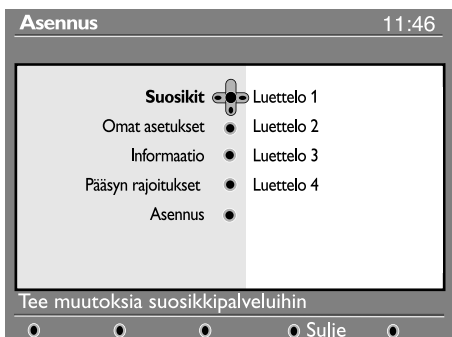 Asennus 11:46
Suosikit Luettelo 1
Omat asetukset Luettelo 2
Informaatio Luettelo 3
Pääsyn rajoitukset Luettelo 4
Asennus
Tee muutoksia suosikkipalveluihin
Sulje